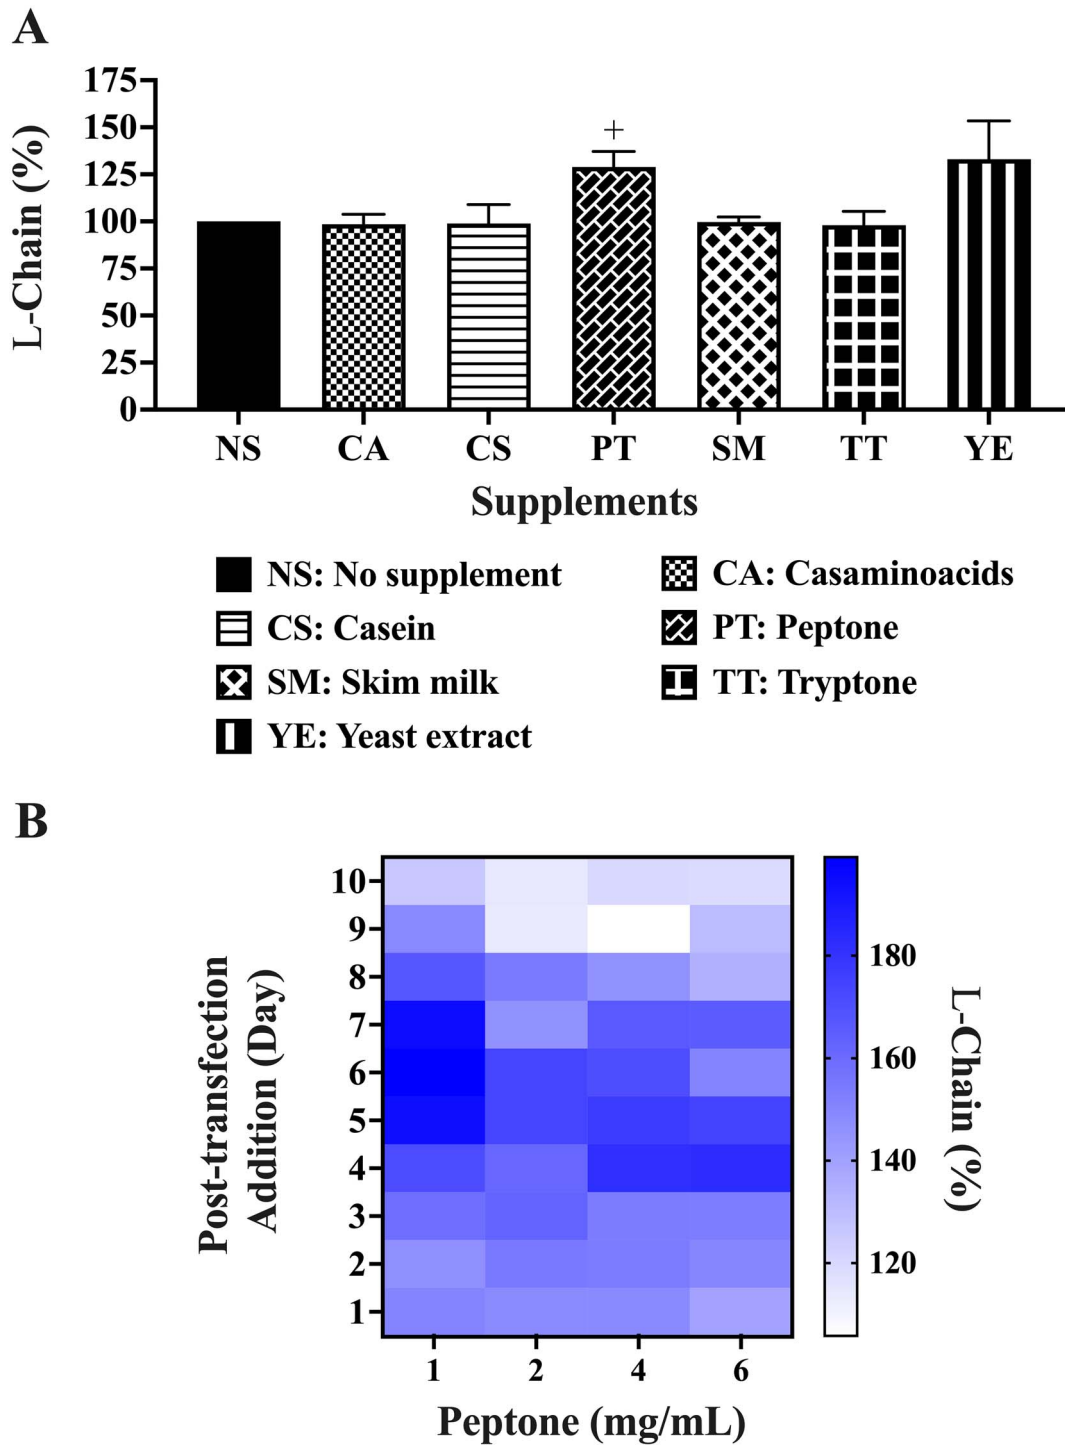 A
L-Chain (%)
175
150
125
100
75
50
25
0
+
NS CA CS PT SM TT YE
Supplements
NS: No supplement CA: Casaminoacids
CS: Casein PT: Peptone
SM: Skim milk TT: Tryptone
YE: Yeast extract
B
Post-transfection
Addition (Day)
10
9
8
7
6
5
4
3
2
1
1 2 4 6
Peptone (mg/mL)
180
160
140
120
L-Chain (%)